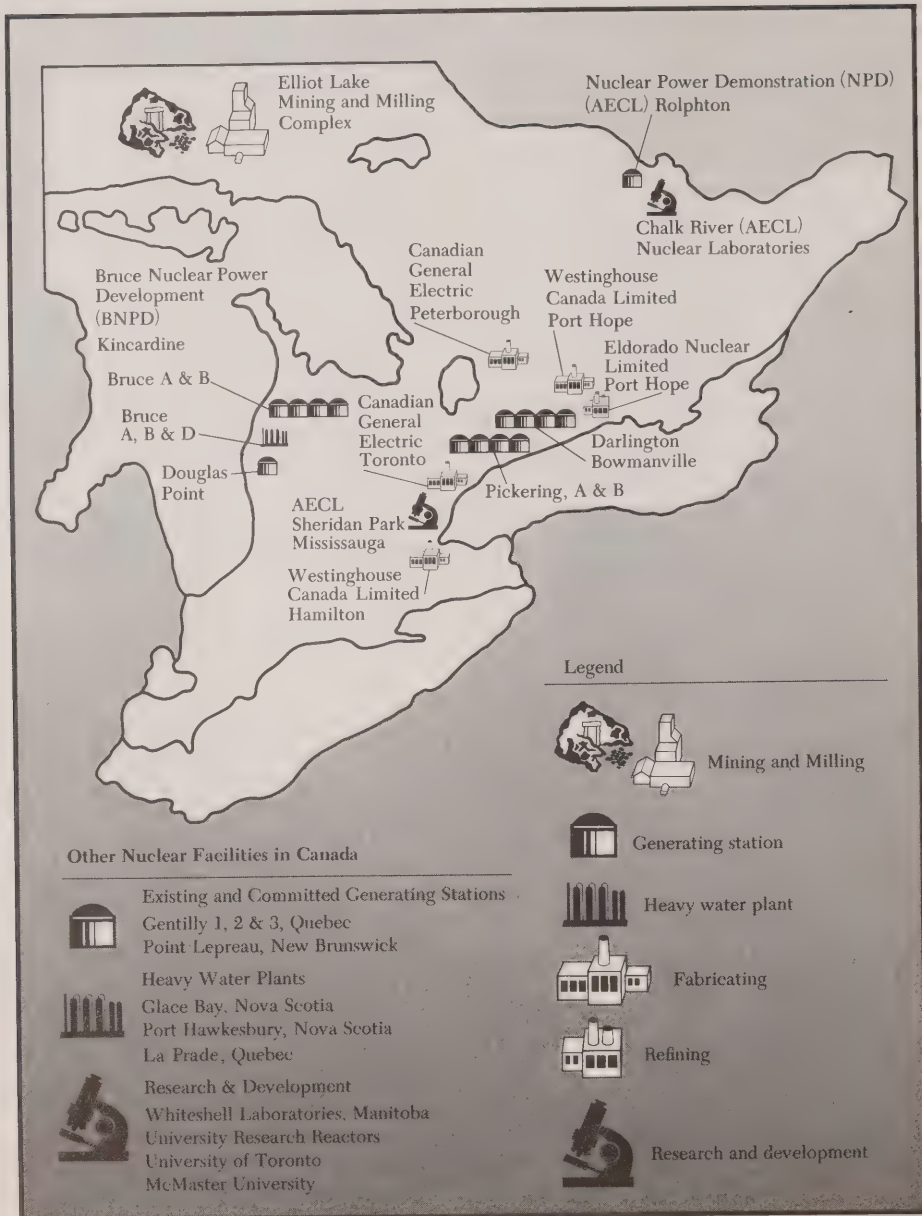 Elliot Lake
Mining and Milling
Complex
Nuclear Power Demonstration (NPD)
(AECL) Rolphton
Chalk River (AECL)
Nuclear Laboratories
Canadian
General
Electric
Peterborough
Westinghouse
Canada Limited
Port Hope
Eldorado Nuclear
Limited
Port Hope
Bruce Nuclear Power
Development
(BNPD)
Kincardine
Bruce A & B
Bruce
A, B & D
Douglas
Point
Canadian
General
Electric
Toronto
Darlington
Bowmanville
Pickering, A & B
AECL
Sheridan Park
Mississauga
Westinghouse
Canada Limited
Hamilton
Legend
Mining and Milling
Generating station
Heavy water plant
Fabricating
Refining
Research and development
Other Nuclear Facilities in Canada
Existing and Committed Generating Stations
Gentilly 1, 2 & 3, Quebec
Point Lepreau, New Brunswick
Heavy Water Plants
Glace Bay, Nova Scotia
Port Hawkesbury, Nova Scotia
La Prade, Quebec
Research & Development
Whiteshell Laboratories, Manitoba
University Research Reactors
University of Toronto
McMaster University